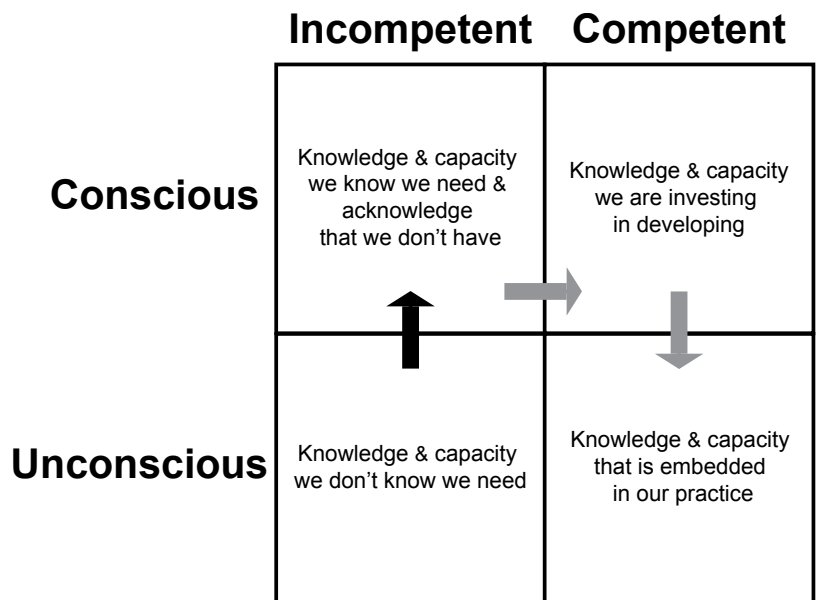 Incompetent Competent
Conscious
Knowledge & capacity
we know we need &
acknowledge
that we don't have
Knowledge & capacity
we are investing
in developing
Unconscious
Knowledge & capacity
we don't know we need
Knowledge & capacity
that is embedded
in our practice